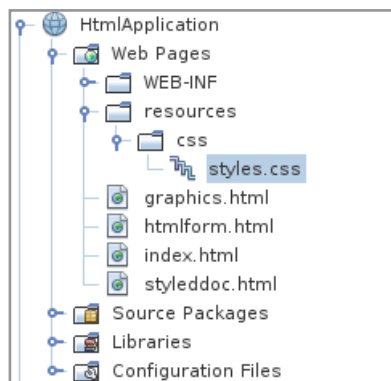 HtmlApplication
Web Pages
WEB-INF
resources
css
styles.css
graphics.html
htmlform.html
index.html
styleddoc.html
Source Packages
Libraries
Configuration Files